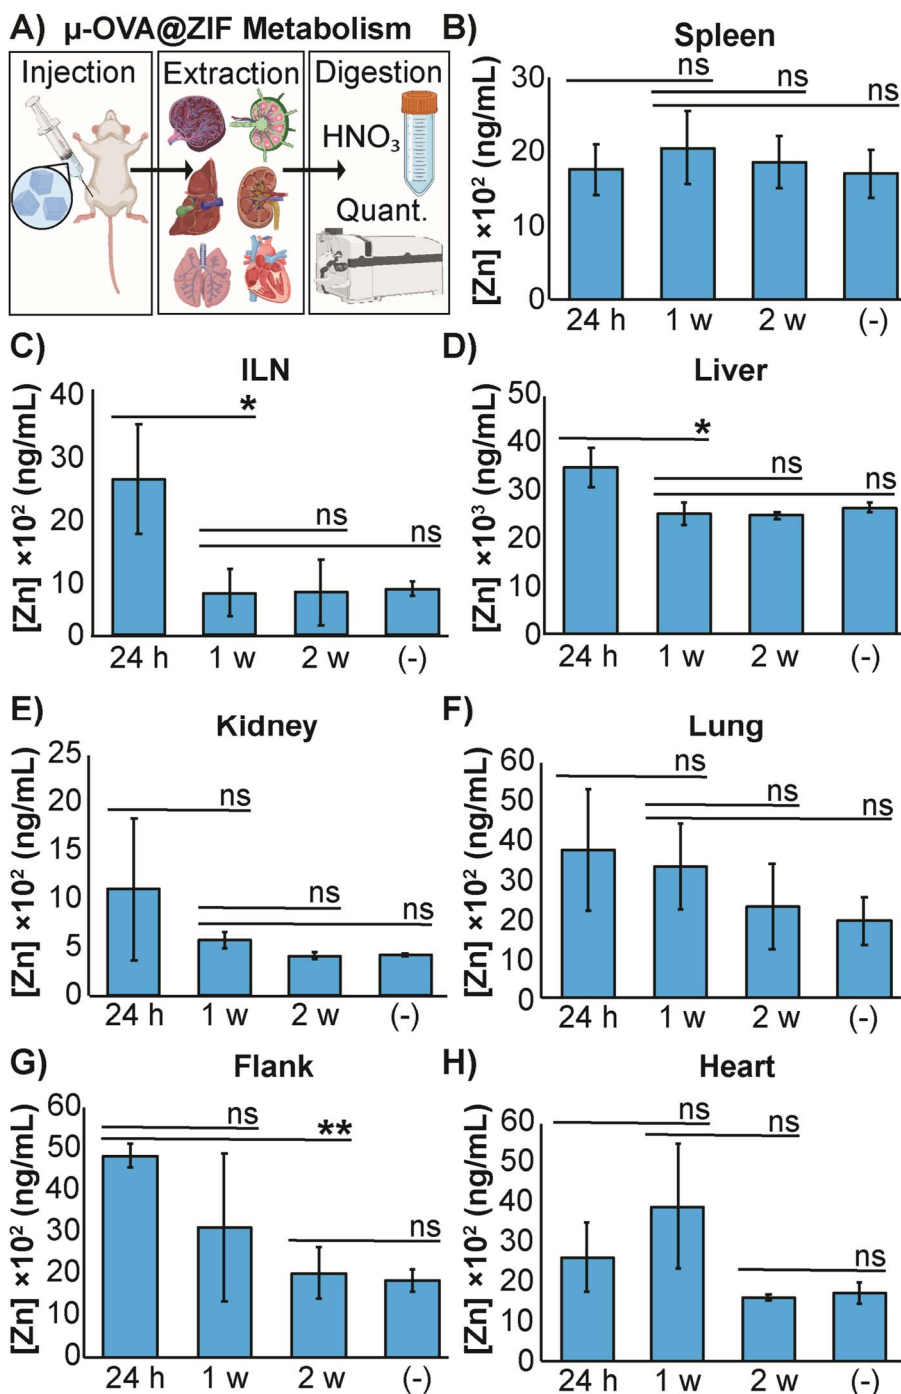 A) µ-OVA@ZIF Metabolism
Injection
Extraction
Digestion
HNO₃
Quant.
B)
Spleen
[Zn] ×10² (ng/mL)
30
20
10
0
ns
ns
ns
24 h 1 w 2 w (-)
C)
ILN
[Zn] ×10² (ng/mL)
40
30
20
10
0
*
ns
ns
24 h 1 w 2 w (-)
D)
Liver
[Zn] ×10³ (ng/mL)
50
40
30
20
10
0
*
ns
ns
24 h 1 w 2 w (-)
E)
Kidney
[Zn] ×10² (ng/mL)
25
20
15
10
5
0
ns
ns
ns
24 h 1 w 2 w (-)
F)
Lung
[Zn] ×10² (ng/mL)
60
50
40
30
20
10
0
ns
ns
ns
24 h 1 w 2 w (-)
G)
Flank
[Zn] ×10² (ng/mL)
60
50
40
30
20
10
0
ns
**
ns
24 h 1 w 2 w (-)
H)
Heart
[Zn] ×10² (ng/mL)
60
50
40
30
20
10
0
ns
ns
ns
24 h 1 w 2 w (-)